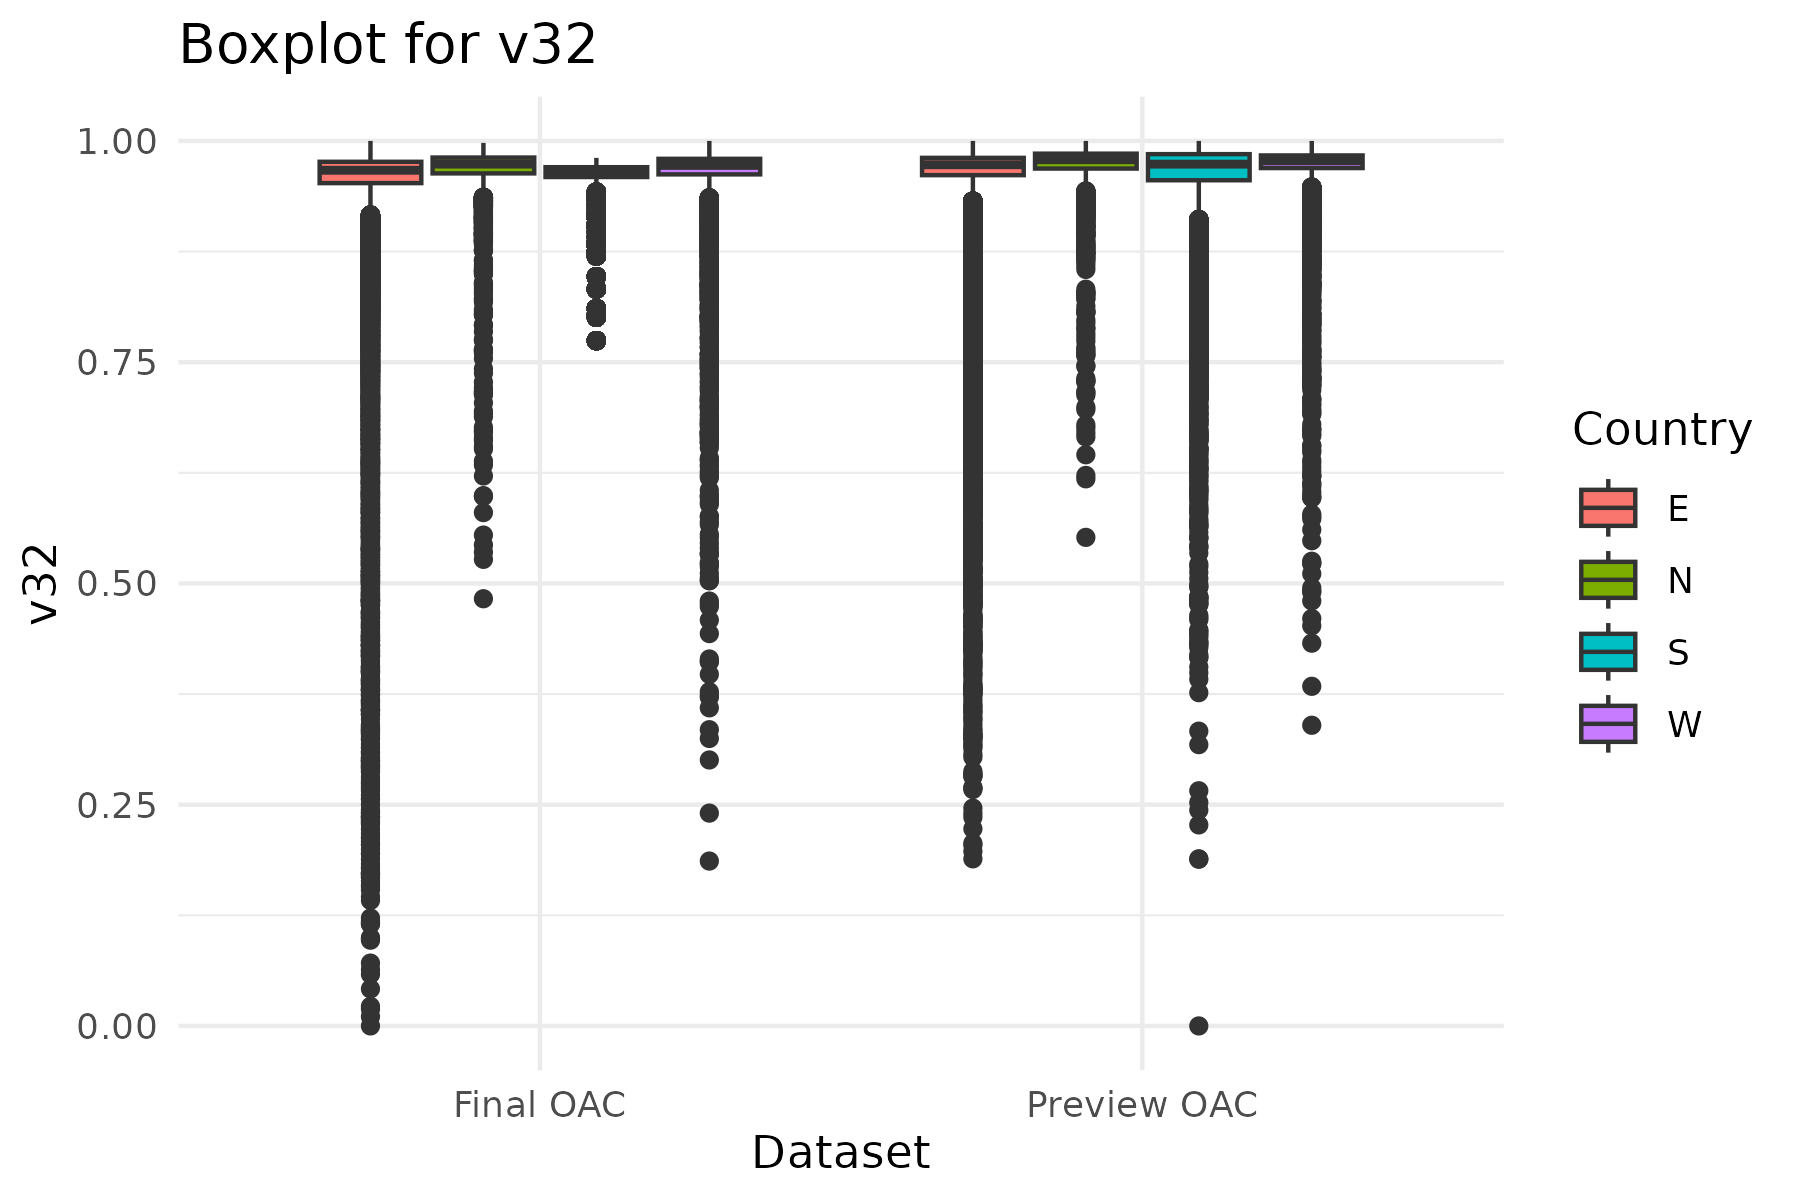 Boxplot for v32
1.00
0.75
0.50
0.25
0.00
v32
Final OAC
Preview OAC
Dataset
Country
E
N
S
W